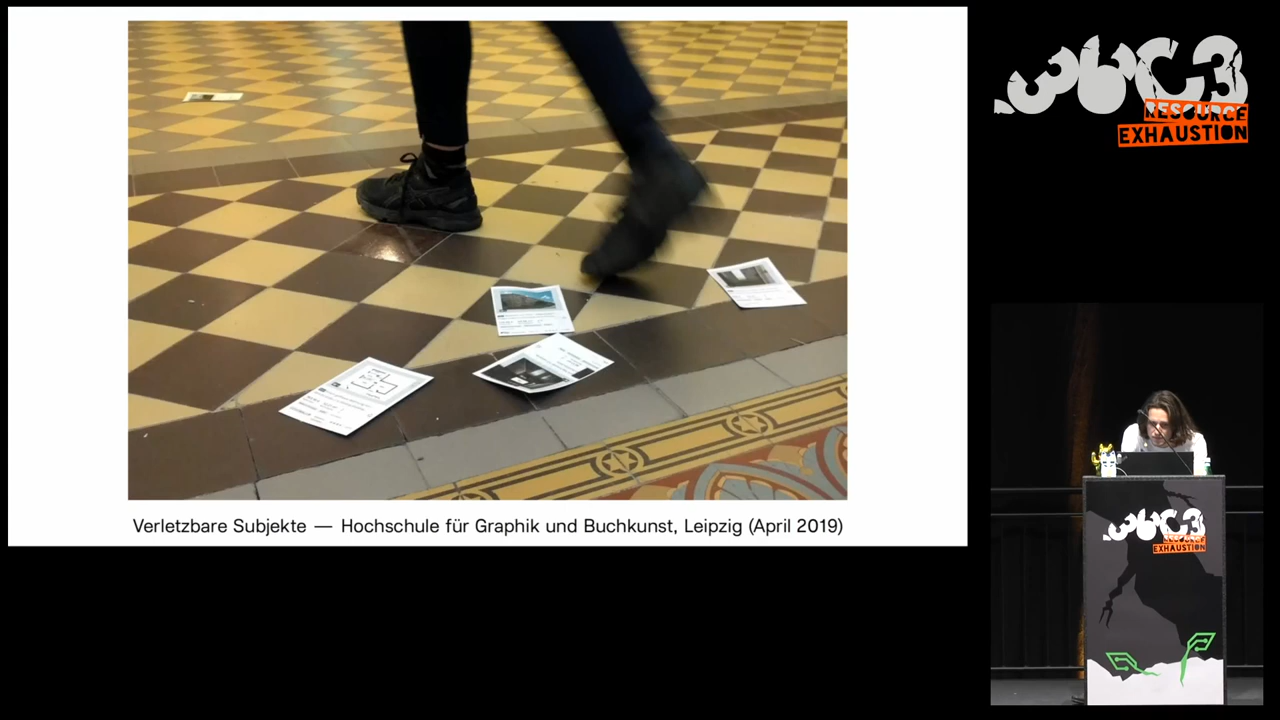 Verletzbare Subjekte — Hochschule für Graphik und Buchkunst, Leipzig (April 2019)
36C3
RESOURCE
EXHAUSTION
36C3
RESOURCE
EXHAUSTION